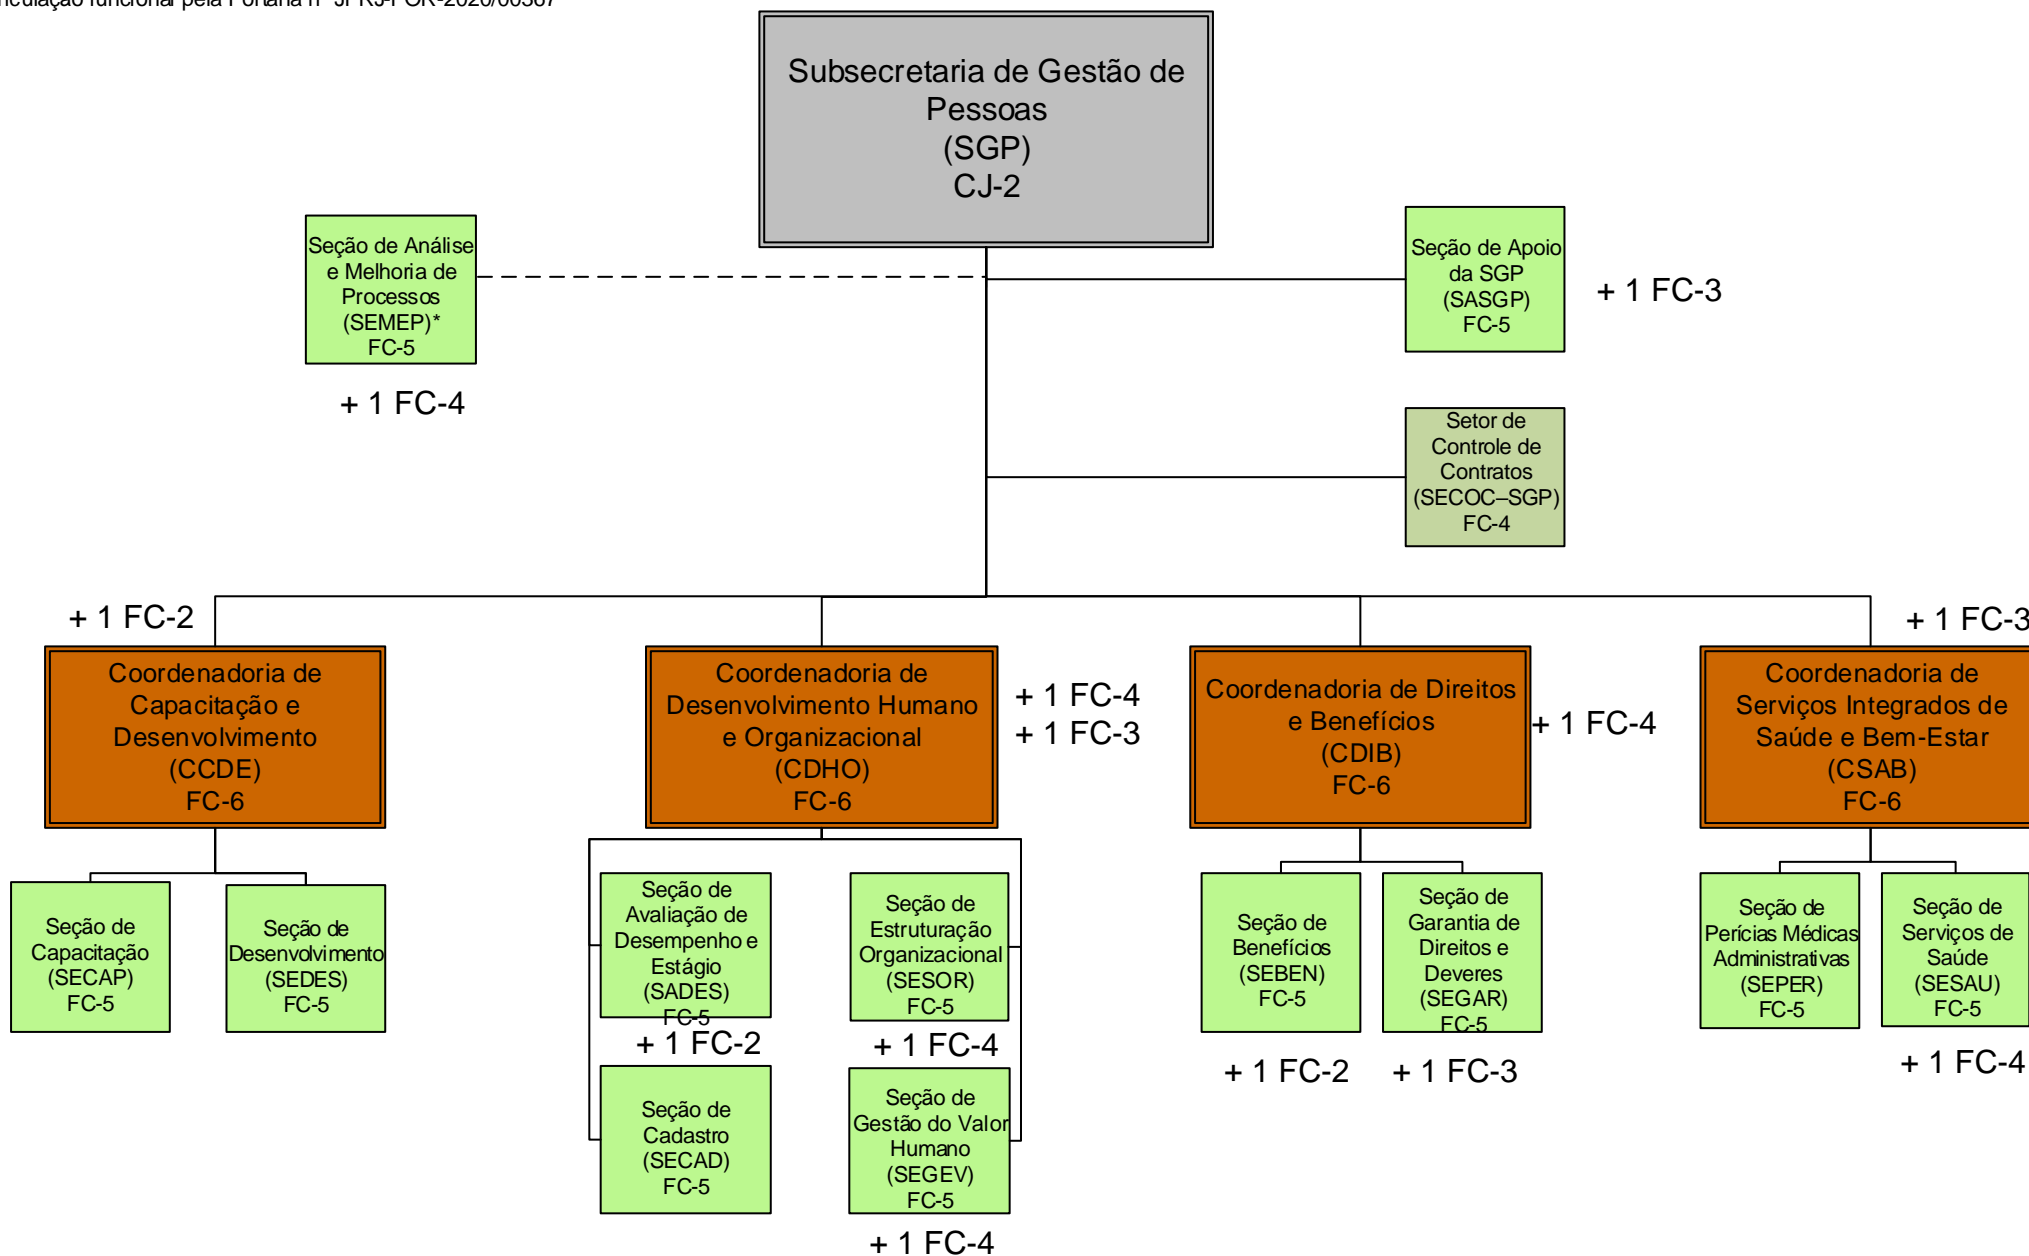 Subsecretaria de Gestão de
Pessoas
(SGP)
CJ-2
Seção de Análise
e Melhoria de
Processos
(SEMEP)*
FC-5
+ 1 FC-4
Seção de Apoio
da SGP
(SASGP)
FC-5
+ 1 FC-3
Setor de
Controle de
Contratos
(SECOC–SGP)
FC-4
+ 1 FC-2
Coordenadoria de
Capacitação e
Desenvolvimento
(CCDE)
FC-6
Coordenadoria de
Desenvolvimento Humano
e Organizacional
(CDHO)
FC-6
+ 1 FC-4
+ 1 FC-3
Coordenadoria de Direitos
e Benefícios
(CDIB)
FC-6
+ 1 FC-4
+ 1 FC-3
Coordenadoria de
Serviços Integrados de
Saúde e Bem-Estar
(CSAB)
FC-6
Seção de
Capacitação
(SECAP)
FC-5
Seção de
Desenvolvimento
(SEDES)
FC-5
Seção de
Avaliação de
Desempenho e
Estágio
(SADES)
FC-5
+ 1 FC-2
Seção de
Estruturação
Organizacional
(SESOR)
FC-5
+ 1 FC-4
Seção de
Cadastro
(SECAD)
FC-5
Seção de
Gestão do Valor
Humano
(SEGEV)
FC-5
+ 1 FC-4
Seção de
Benefícios
(SEBEN)
FC-5
+ 1 FC-2
Seção de
Garantia de
Direitos e
Deveres
(SEGAR)
FC-5
+ 1 FC-3
Seção de
Perícias Médicas
Administrativas
(SEPER)
FC-5
Seção de
Serviços de
Saúde
(SESAU)
FC-5
+ 1 FC-4